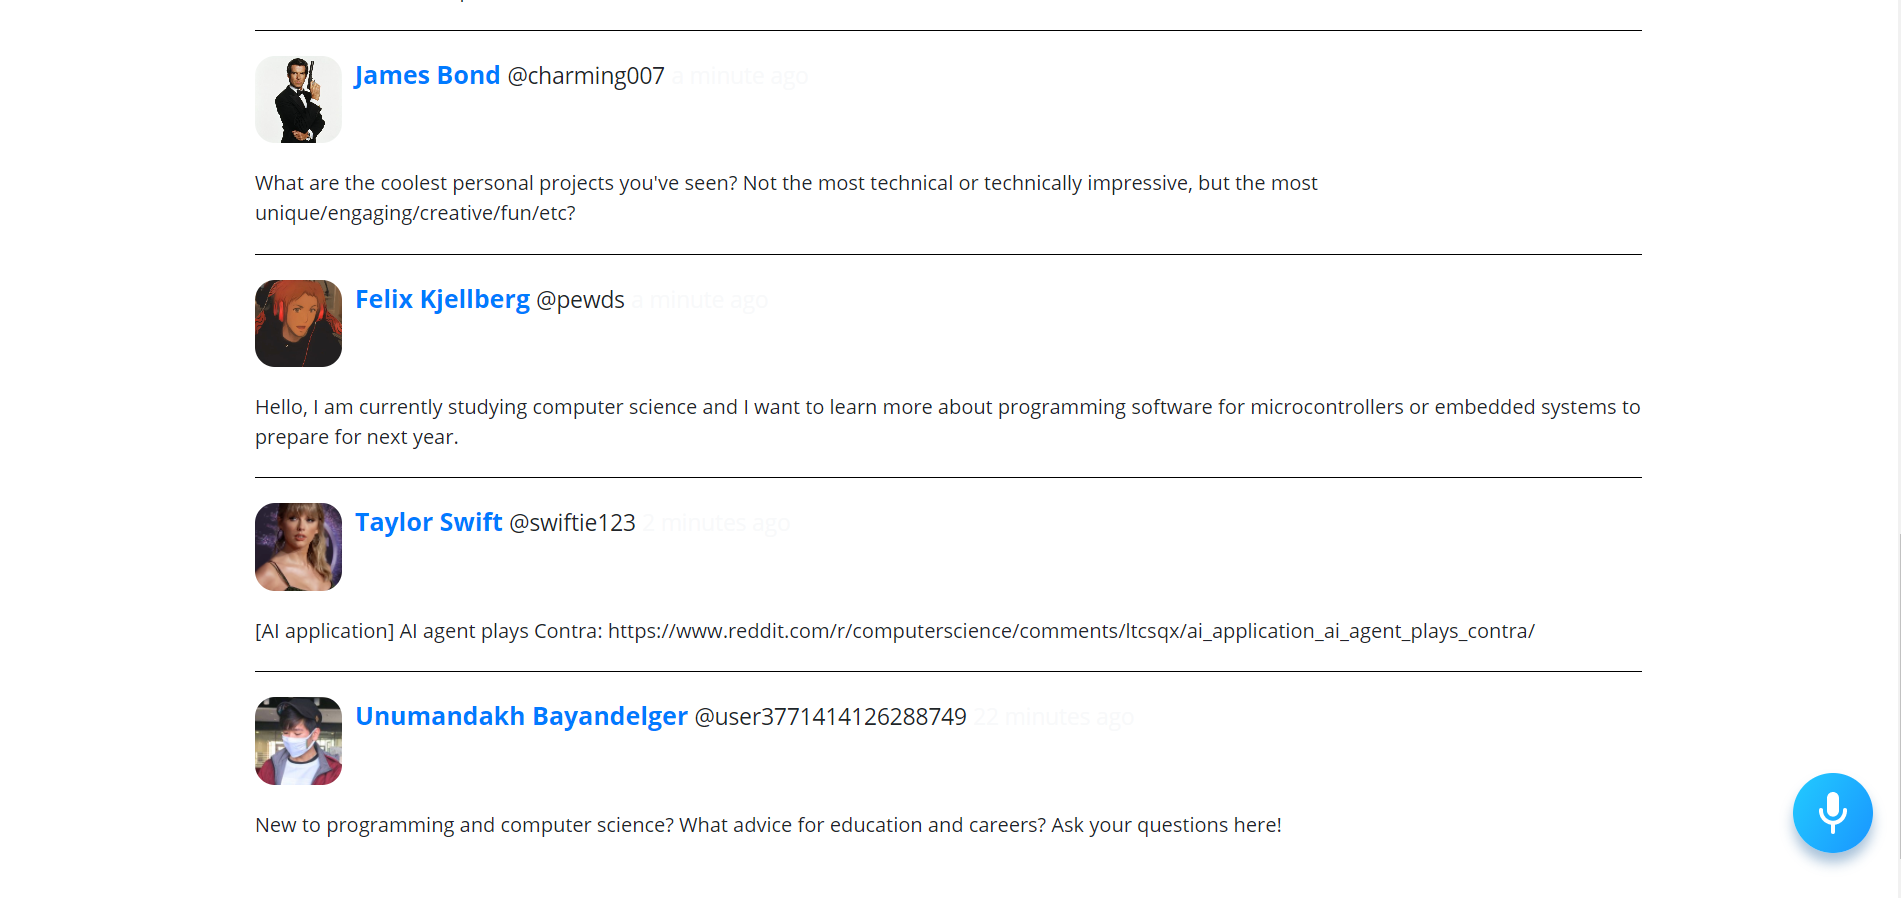 James Bond @charming007 a minute ago
What are the coolest personal projects you've seen? Not the most technical or technically impressive, but the most
unique/engaging/creative/fun/etc?
Felix Kjellberg @pewds a minute ago
Hello, I am currently studying computer science and I want to learn more about programming software for microcontrollers or embedded systems to
prepare for next year.
Taylor Swift @swiftie123 2 minutes ago
[AI application] AI agent plays Contra: https://www.reddit.com/r/computerscience/comments/ltcsqx/ai_application_ai_agent_plays_contra/
Unumandakh Bayandelger @user3771414126288749 22 minutes ago
New to programming and computer science? What advice for education and careers? Ask your questions here!